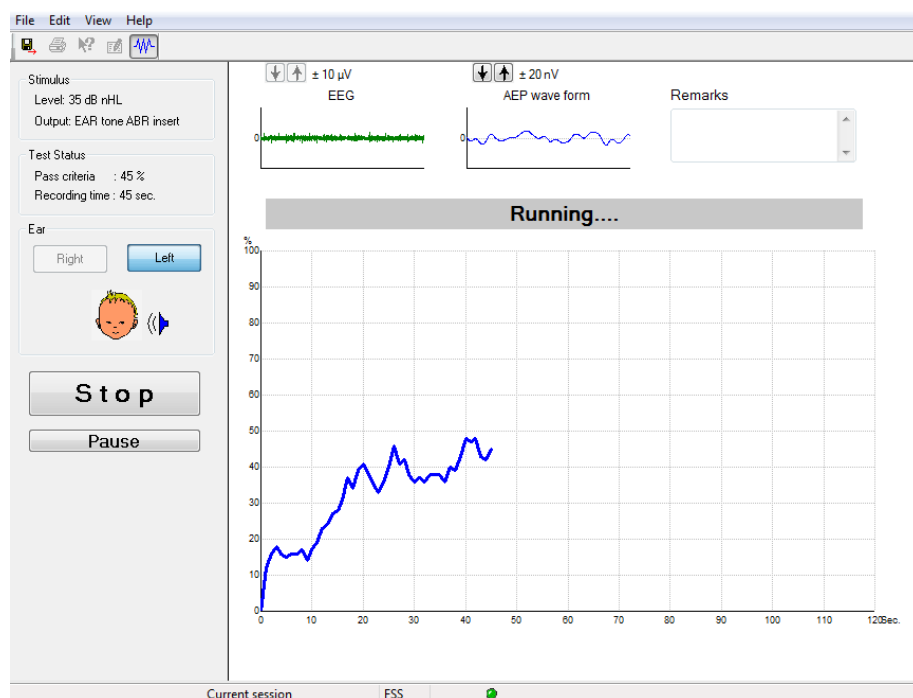 File Edit View Help
Stimulus
Level: 35 dB nHL
Output: EAR tone ABR insert
Test Status
Pass criteria : 45 %
Recording time : 45 sec.
Ear
Right Left
Stop
Pause
± 10 µV
EEG
0
± 20 nV
AEP wave form
0
Remarks
Running....
%
100
90
80
70
60
50
40
30
20
10
0
0 10 20 30 40 50 60 70 80 90 100 110 120Sec.
Current session FSS